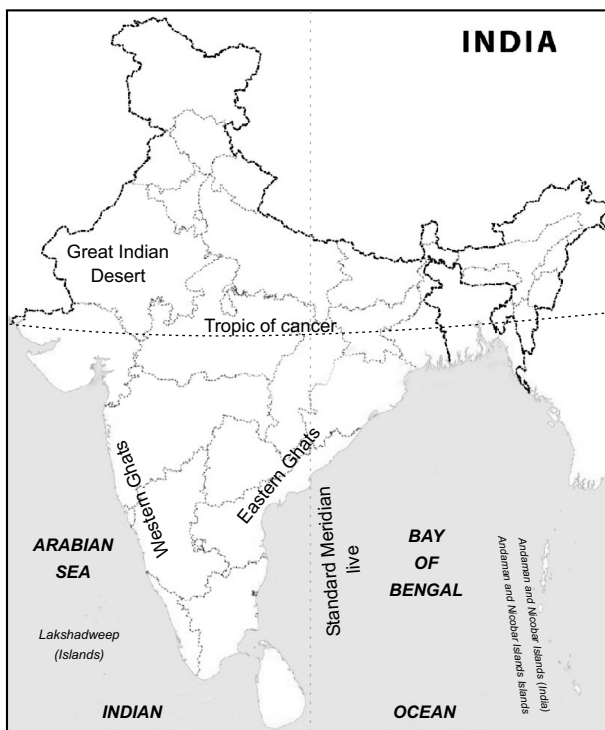 INDIA
Great Indian
Desert
Tropic of cancer
Western Ghats
Eastern Ghats
Standard Meridian
live
ARABIAN
SEA
BAY
OF
BENGAL
Andaman and Nicobar Islands (India)
Andaman and Nicobar Islands Islands
Lakshadweep
(Islands)
INDIAN
OCEAN